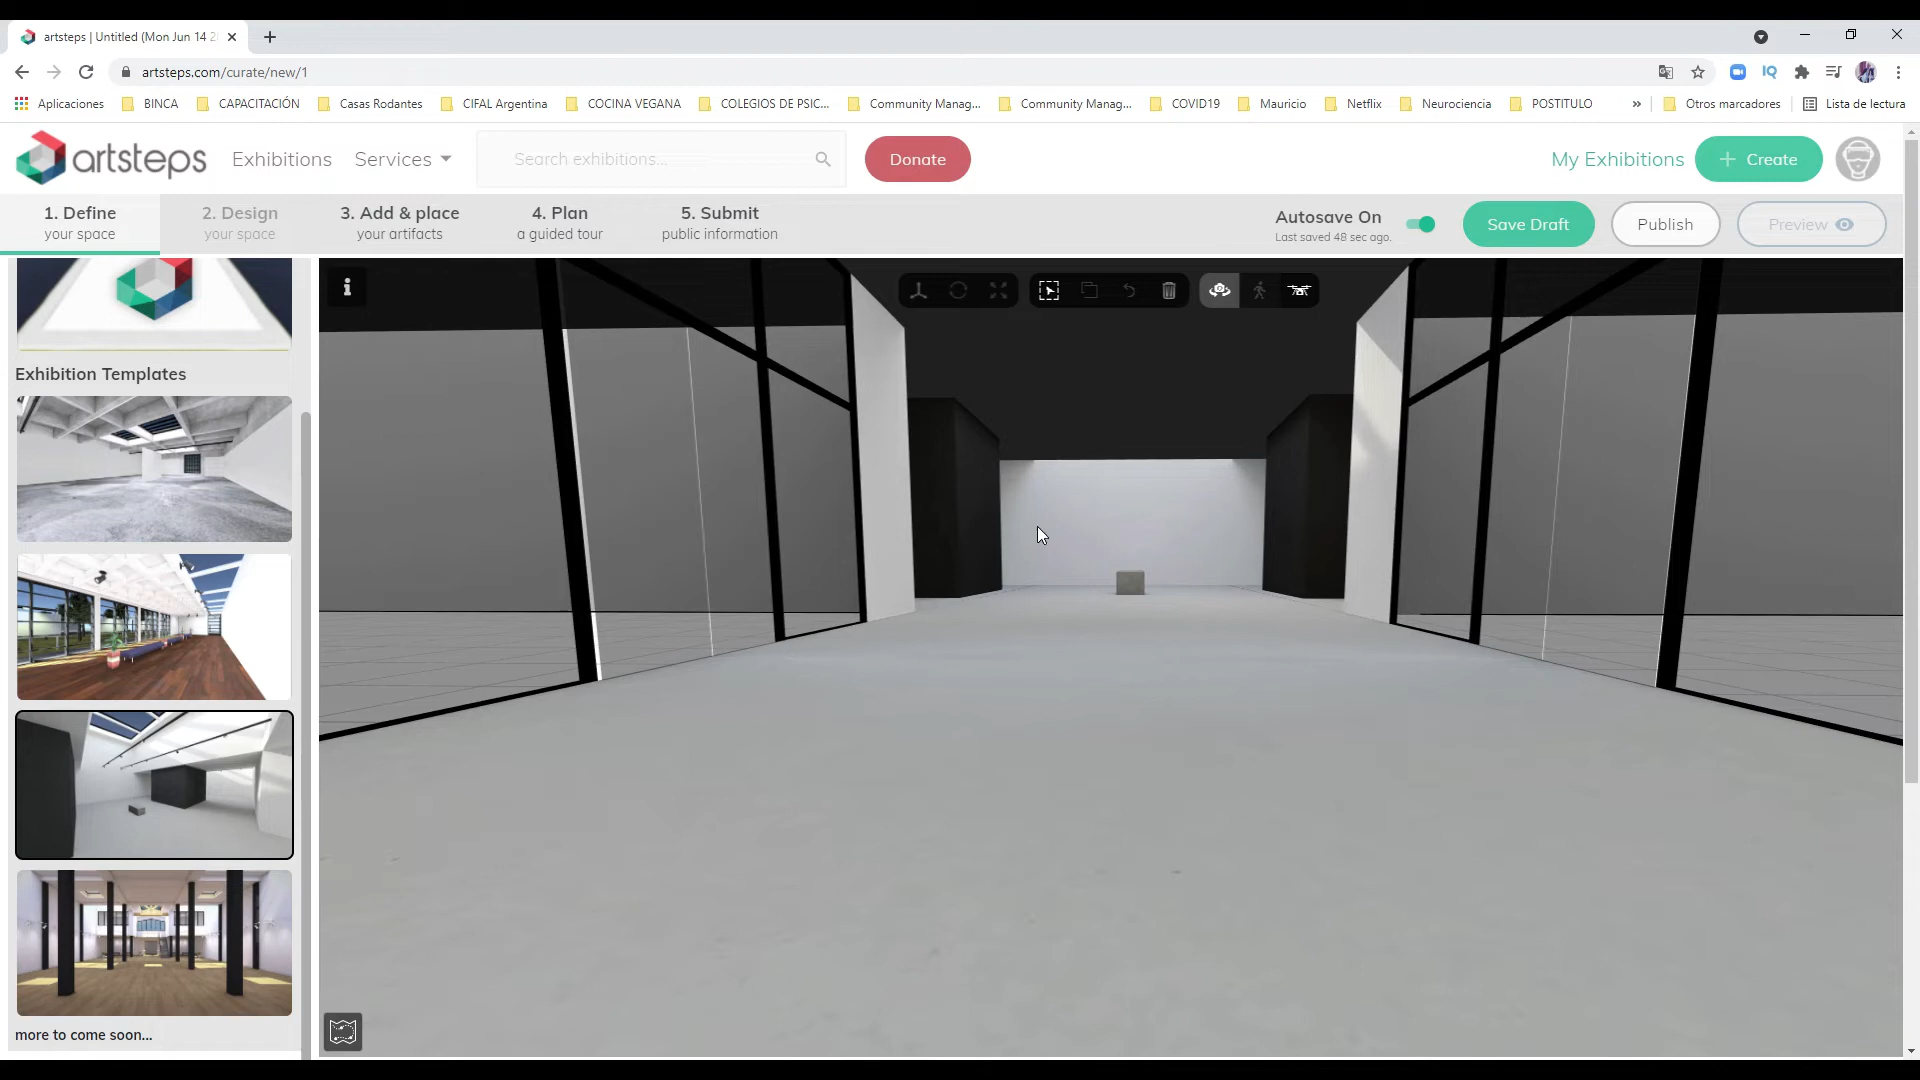 artsteps | Untitled (Mon Jun 14 2
artsteps.com/curate/new/1
Aplicaciones BINCA CAPACITACIÓN Casas Rodantes CIFAL Argentina COCINA VEGANA COLEGIOS DE PSIC... Community Manag... Community Manag... COVID19 Mauricio Netflix Neurociencia POSTITULO » Otros marcadores Lista de lectura
artsteps Exhibitions Services Search exhibitions... Donate My Exhibitions + Create
1. Define 2. Design 3. Add & place 4. Plan 5. Submit
your space your space your artifacts a guided tour public information
Autosave On
Last saved 48 sec ago.
Save Draft Publish Preview
Exhibition Templates
more to come soon...